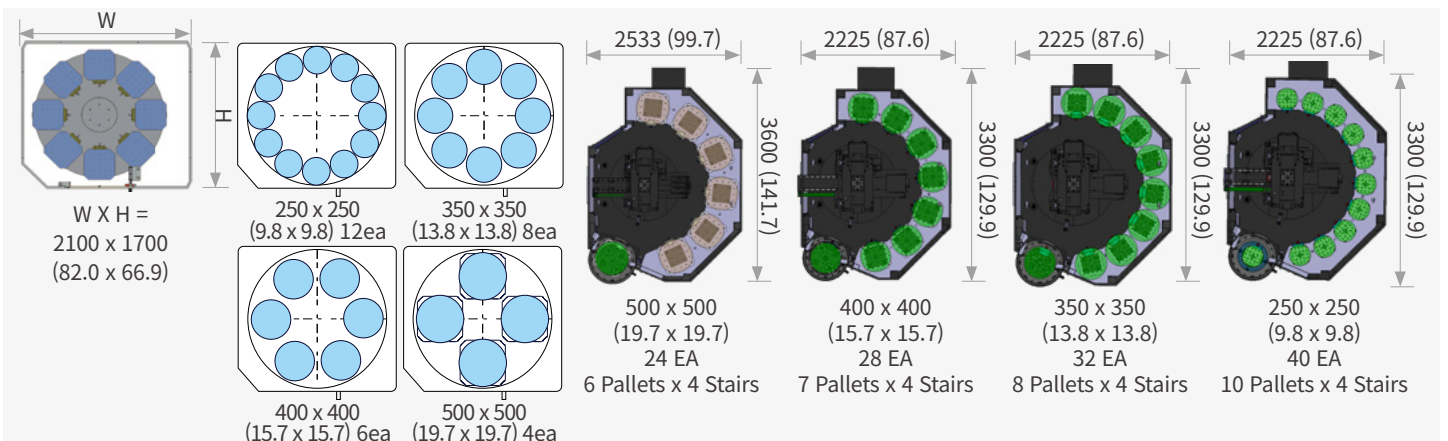 W
H
W X H =
2100 x 1700
(82.0 x 66.9)
250 x 250
(9.8 x 9.8) 12ea
350 x 350
(13.8 x 13.8) 8ea
400 x 400
(15.7 x 15.7) 6ea
500 x 500
(19.7 x 19.7) 4ea
2533 (99.7)
3600 (141.7)
500 x 500
(19.7 x 19.7)
24 EA
6 Pallets x 4 Stairs
2225 (87.6)
3300 (129.9)
400 x 400
(15.7 x 15.7)
28 EA
7 Pallets x 4 Stairs
2225 (87.6)
3300 (129.9)
350 x 350
(13.8 x 13.8)
32 EA
8 Pallets x 4 Stairs
2225 (87.6)
3300 (129.9)
250 x 250
(9.8 x 9.8)
40 EA
10 Pallets x 4 Stairs